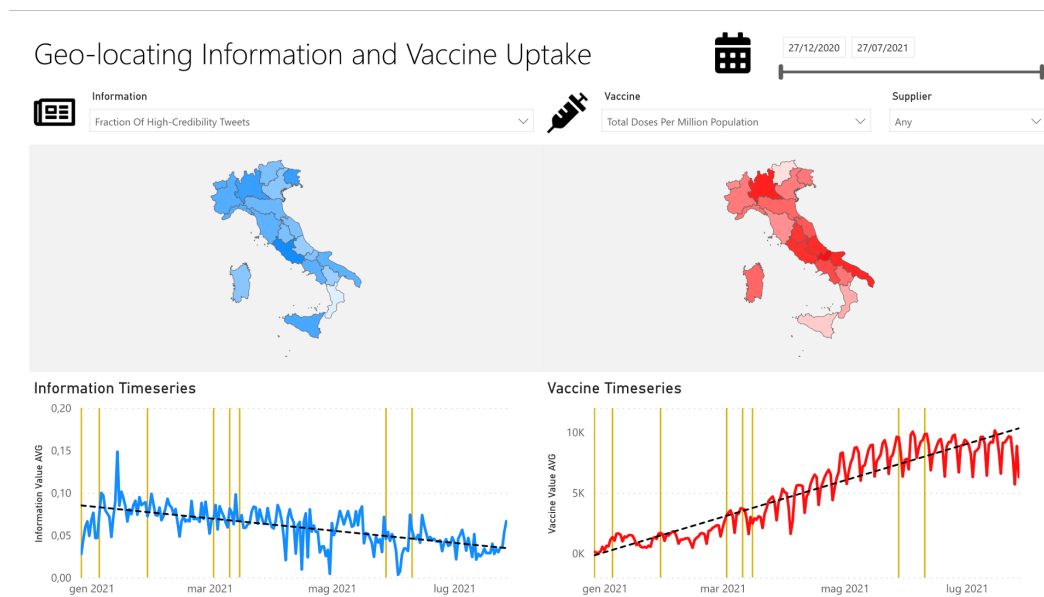 Geo-locating Information and Vaccine Uptake
27/12/2020 27/07/2021
Information
Fraction Of High-Credibility Tweets
Vaccine
Total Doses Per Million Population
Supplier
Any
Information Timeseries
Information Value AVG
0,20
0,15
0,10
0,05
0,00
gen 2021 mar 2021 mag 2021 lug 2021
Vaccine Timeseries
Vaccine Value AVG
10K
5K
0K
gen 2021 mar 2021 mag 2021 lug 2021